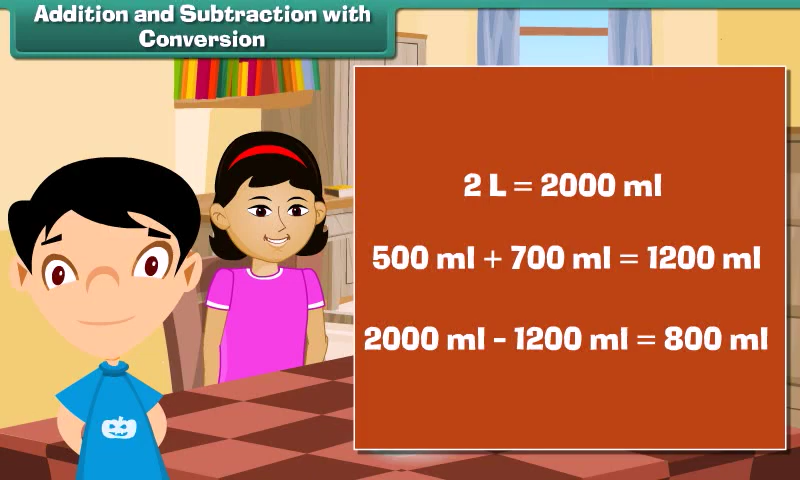 Addition and Subtraction with
Conversion
2 L = 2000 ml
500 ml + 700 ml = 1200 ml
2000 ml - 1200 ml = 800 ml